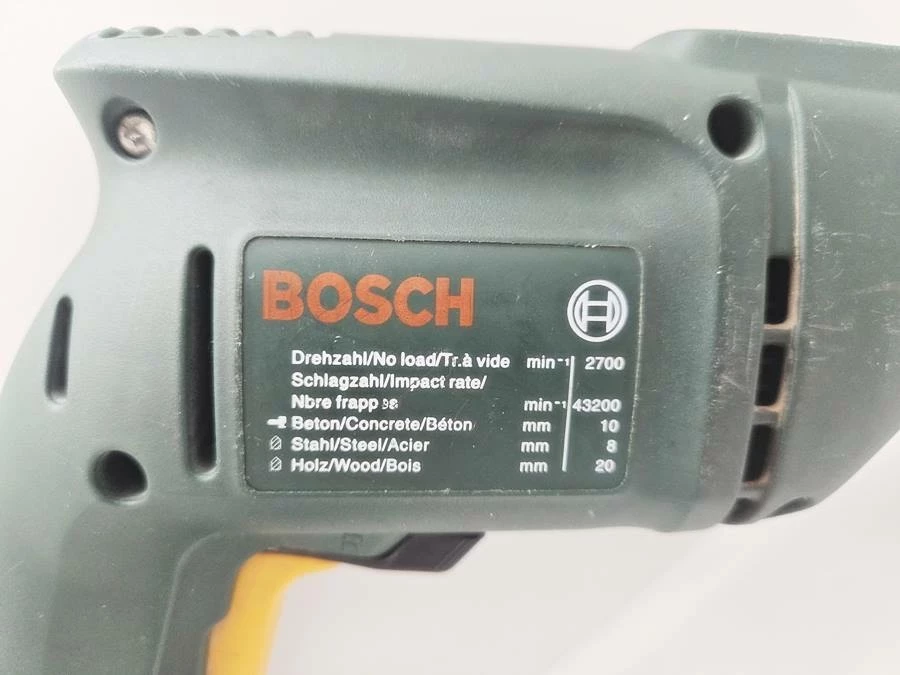 BOSCH
Drehzahl/No load/Tr.à vide min⁻¹ 2700
Schlagzahl/Impact rate/
Nbre frapp min⁻¹ 43200
Beton/Concrete/Béton mm 10
Stahl/Steel/Acier mm 8
Holz/Wood/Bois mm 20